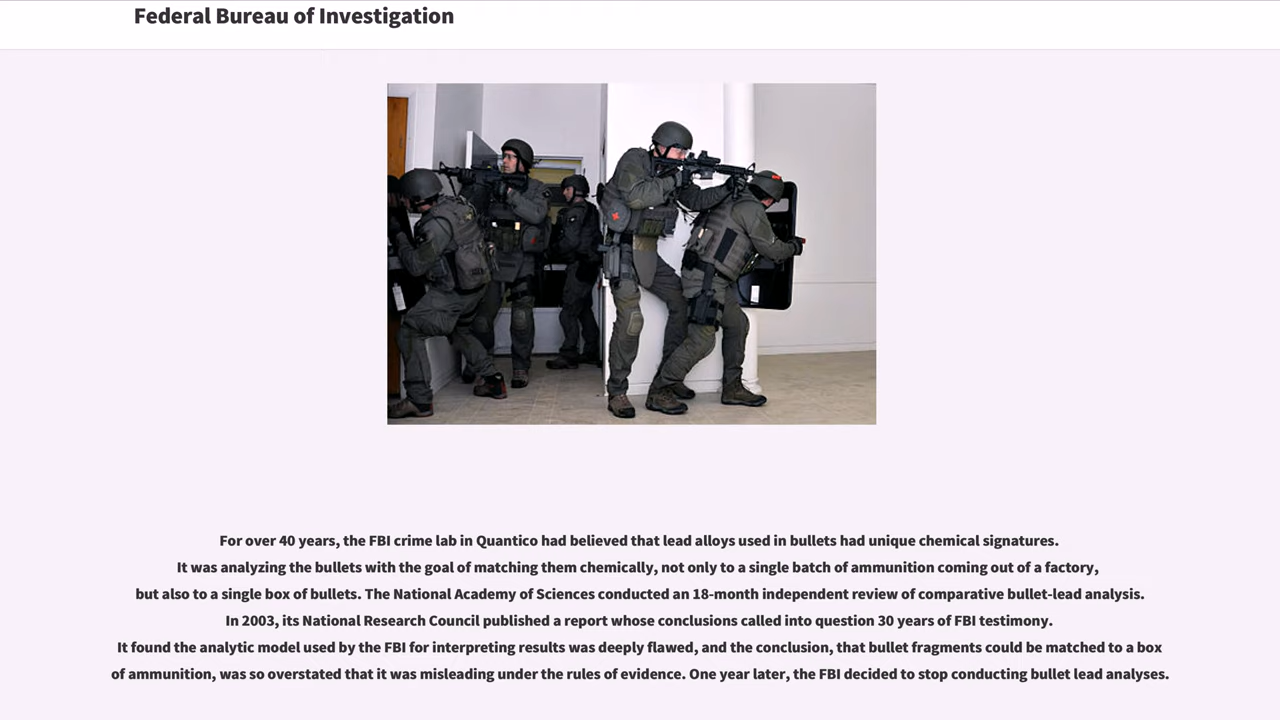 Federal Bureau of Investigation
For over 40 years, the FBI crime lab in Quantico had believed that lead alloys used in bullets had unique chemical signatures.
It was analyzing the bullets with the goal of matching them chemically, not only to a single batch of ammunition coming out of a factory,
but also to a single box of bullets. The National Academy of Sciences conducted an 18-month independent review of comparative bullet-lead analysis.
In 2003, its National Research Council published a report whose conclusions called into question 30 years of FBI testimony.
It found the analytic model used by the FBI for interpreting results was deeply flawed, and the conclusion, that bullet fragments could be matched to a box
of ammunition, was so overstated that it was misleading under the rules of evidence. One year later, the FBI decided to stop conducting bullet lead analyses.